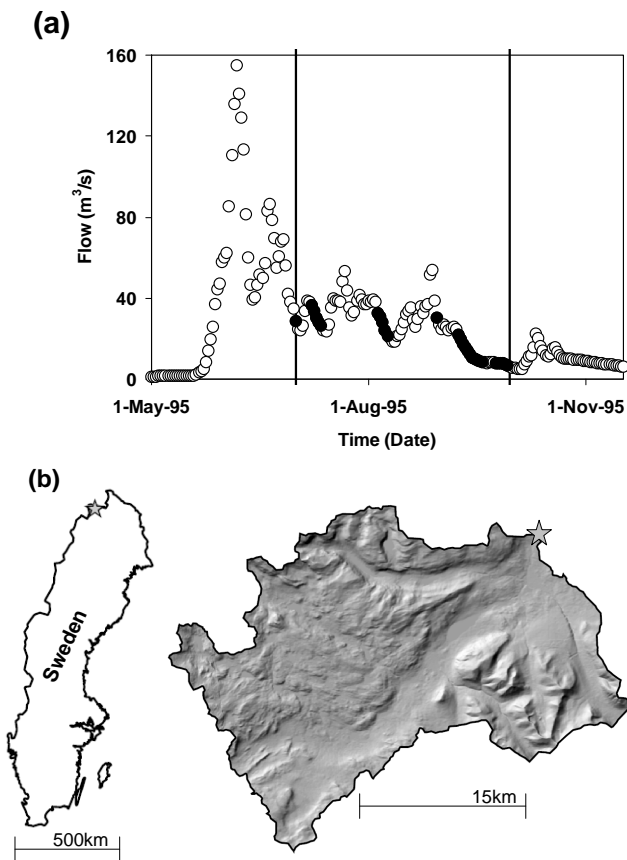 (a)
160
120
80
40
0
Flow (m³/s)
1-May-95
1-Aug-95
1-Nov-95
Time (Date)
(b)
Sweden
500km
15km